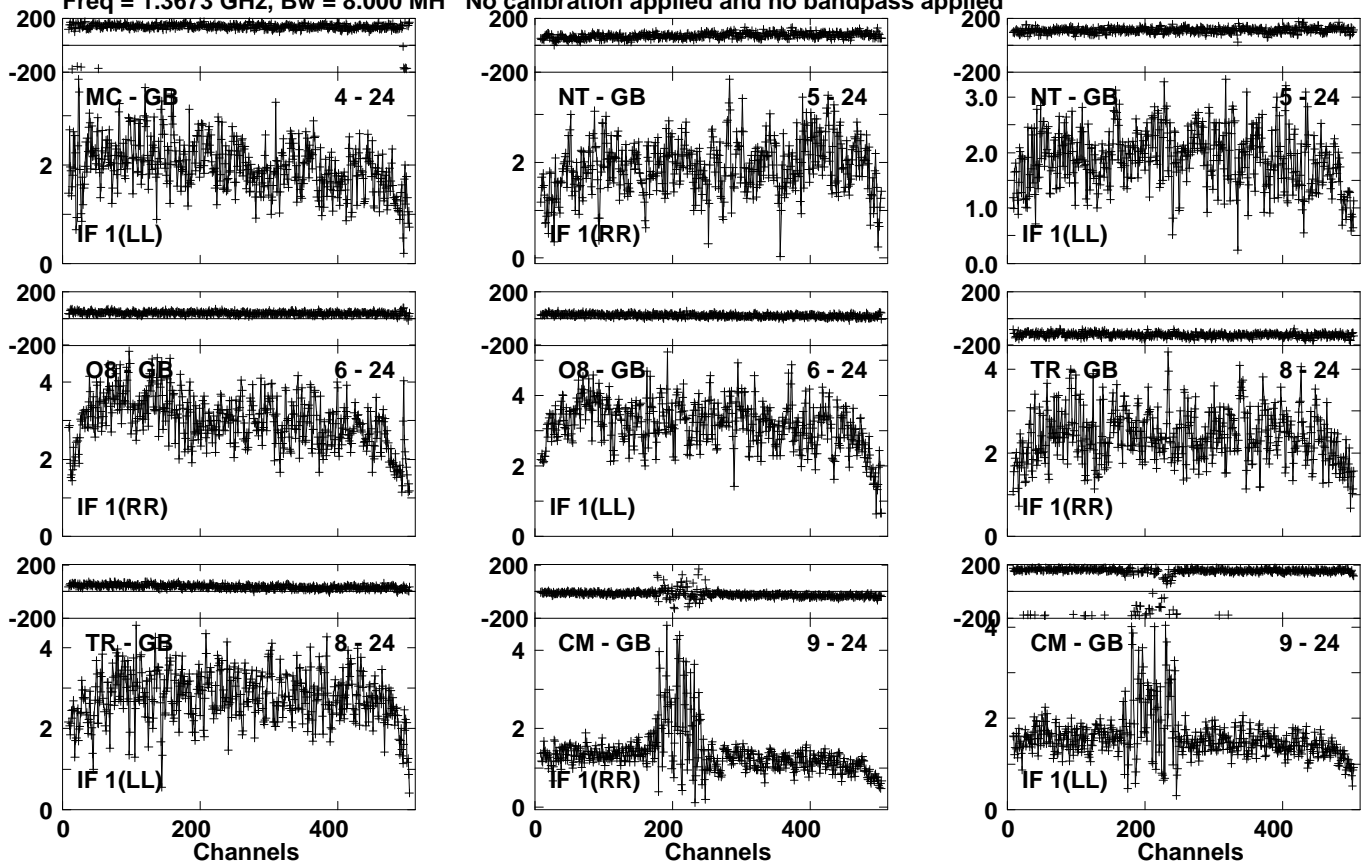 Freq = 1.3673 GHz, Bw = 8.000 MH No calibration applied and no bandpass applied
200
-200
MC - GB 4 - 24
2
0
IF 1(LL)
200
-200
NT - GB 5 - 24
2
0
IF 1(RR)
200
-200
NT - GB 5 - 24
3.0
2.0
1.0
0.0
IF 1(LL)
200
-200
O8 - GB 6 - 24
4
2
0
IF 1(RR)
200
-200
O8 - GB 6 - 24
4
2
0
IF 1(LL)
200
-200
TR - GB 8 - 24
4
2
0
IF 1(RR)
200
-200
TR - GB 8 - 24
4
2
0
IF 1(LL)
0 200 400
Channels
200
-200
CM - GB 9 - 24
4
2
0
IF 1(RR)
0 200 400
Channels
200
-200
CM - GB 9 - 24
4
2
0
IF 1(LL)
0 200 400
Channels